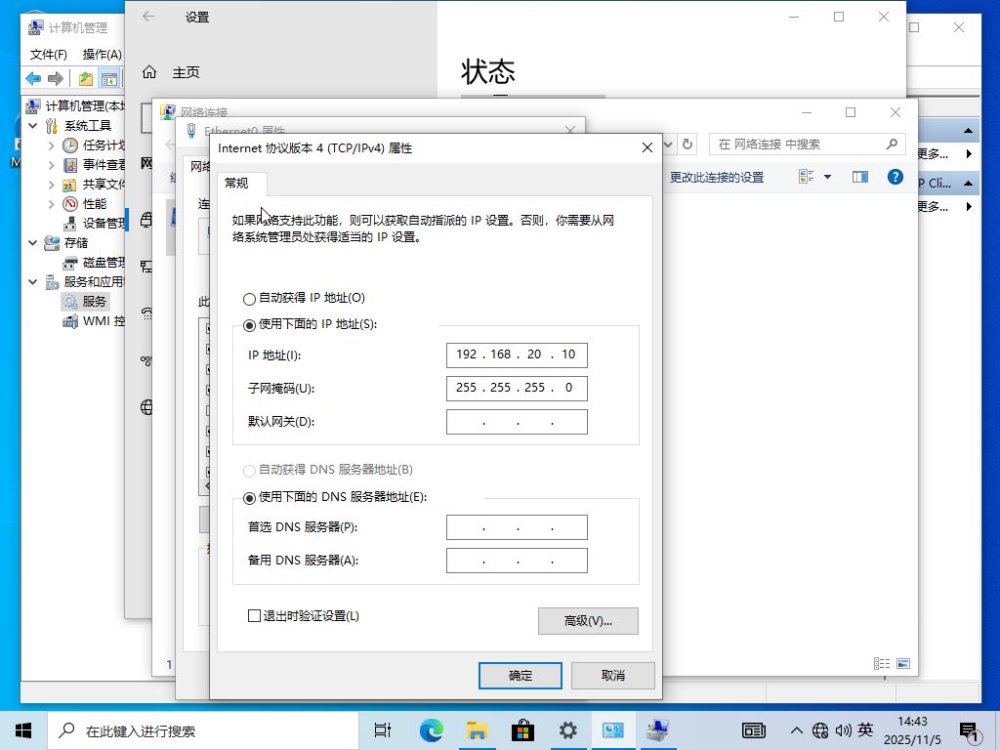 计算机管理
设置
文件(F) 操作(A)
主页
状态
计算机管理(本地
系统工具
任务计划
事件查看
共享文件
性能
设备管理
存储
磁盘管理
服务和应用
服务
WMI 控
网络连接
在 网络连接 中搜索
更改此连接的设置
更多...
P Cli...
更多...
Ethernet0 属性
网络
Internet 协议版本 4 (TCP/IPv4) 属性
常规
如果网络支持此功能，则可以获取自动指派的 IP 设置。否则，你需要从网
络系统管理员处获得适当的 IP 设置。
自动获得 IP 地址(O)
使用下面的 IP 地址(S):
IP 地址(I):
192 . 168 . 20 . 10
子网掩码(U):
255 . 255 . 255 . 0
默认网关(D):
. . .
自动获得 DNS 服务器地址(B)
使用下面的 DNS 服务器地址(E):
首选 DNS 服务器(P):
. . .
备用 DNS 服务器(A):
. . .
退出时验证设置(L)
高级(V)...
确定
取消
1
在此键入进行搜索
英
14:43
2025/11/5
1